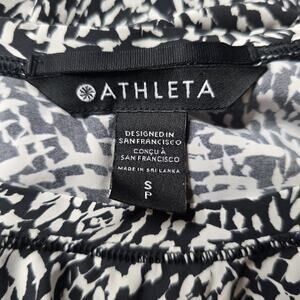 ATHLETA
DESIGNED IN
SAN FRANCISCO
CONÇU À
SAN FRANCISCO
MADE IN SRI LANKA
S
P